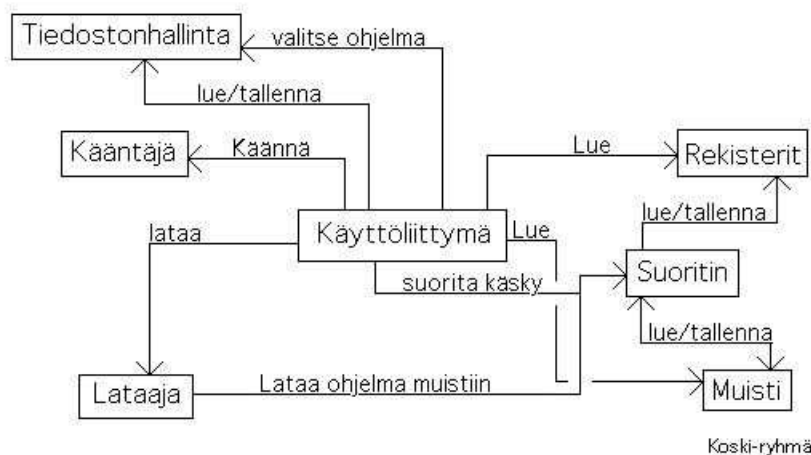 Tiedostonhallinta
valitse ohjelma
lue/tallenna
Kääntäjä
Käännä
Lue
Rekisterit
lue/tallenna
lataa
Käyttöliittymä
Lue
Suoritin
suorita käsky
lue/tallenna
Lataaja
Lataa ohjelma muistiin
Muisti
Koski-ryhmä